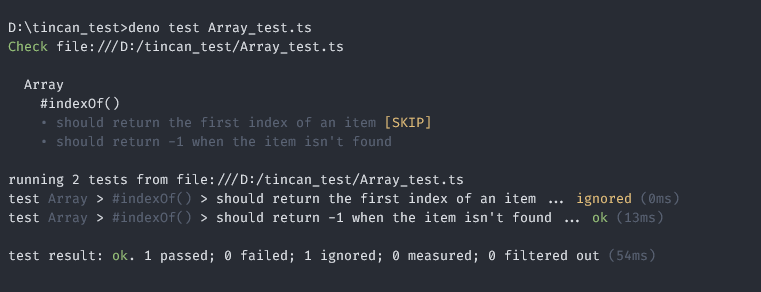 D:\tincan_test>deno test Array_test.ts
Check file:///D:/tincan_test/Array_test.ts
Array
#indexOf()
• should return the first index of an item [SKIP]
• should return -1 when the item isn't found
running 2 tests from file:///D:/tincan_test/Array_test.ts
test Array > #indexOf() > should return the first index of an item ... ignored (0ms)
test Array > #indexOf() > should return -1 when the item isn't found ... ok (13ms)
test result: ok. 1 passed; 0 failed; 1 ignored; 0 measured; 0 filtered out (54ms)